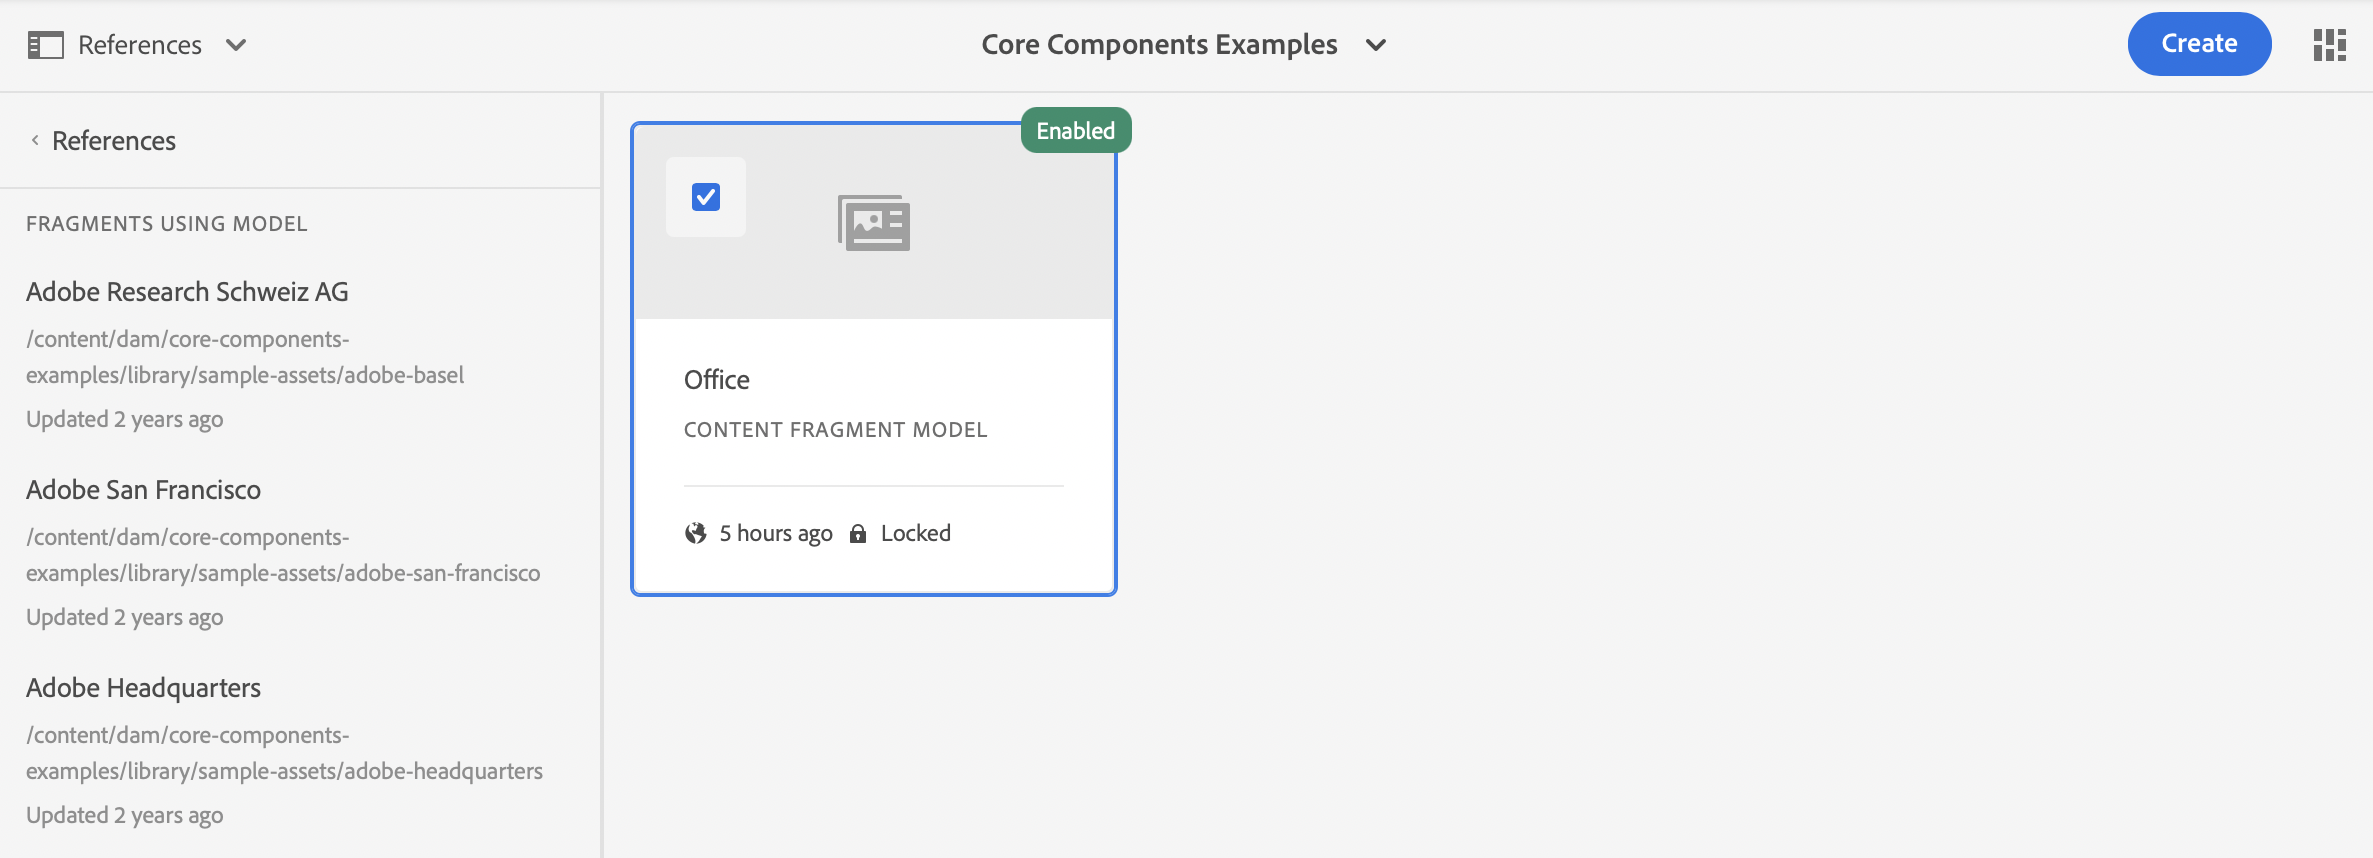 References
Core Components Examples
Create
References
FRAGMENTS USING MODEL
Adobe Research Schweiz AG
/content/dam/core-components-
examples/library/sample-assets/adobe-basel
Updated 2 years ago
Adobe San Francisco
/content/dam/core-components-
examples/library/sample-assets/adobe-san-francisco
Updated 2 years ago
Adobe Headquarters
/content/dam/core-components-
examples/library/sample-assets/adobe-headquarters
Updated 2 years ago
Enabled
Office
CONTENT FRAGMENT MODEL
5 hours ago Locked